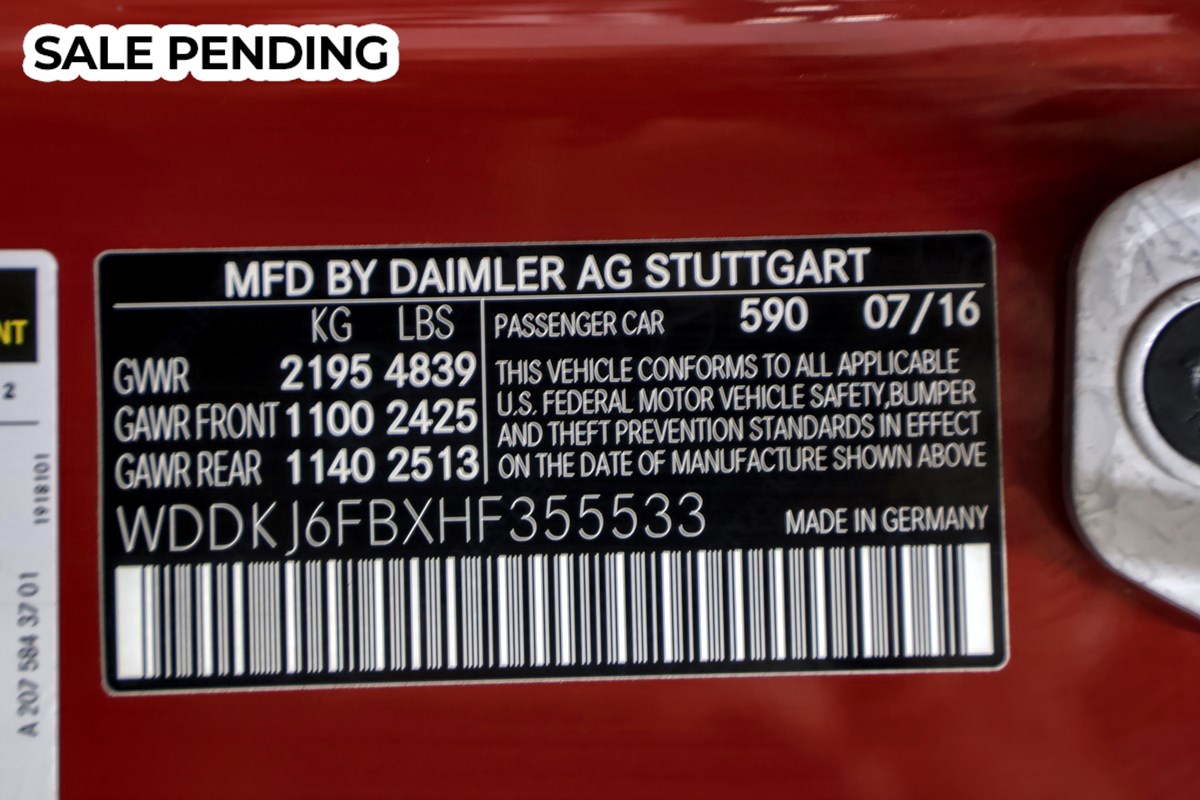 SALE PENDING
MFD BY DAIMLER AG STUTTGART
KG LBS
GVWR 2195 4839
GAWR FRONT 1100 2425
GAWR REAR 1140 2513
PASSENGER CAR 590 07/16
THIS VEHICLE CONFORMS TO ALL APPLICABLE
U.S. FEDERAL MOTOR VEHICLE SAFETY,BUMPER
AND THEFT PREVENTION STANDARDS IN EFFECT
ON THE DATE OF MANUFACTURE SHOWN ABOVE
WDDKJ6FBXHF355533
MADE IN GERMANY
NT
2
1918101
A 207 584 37 01